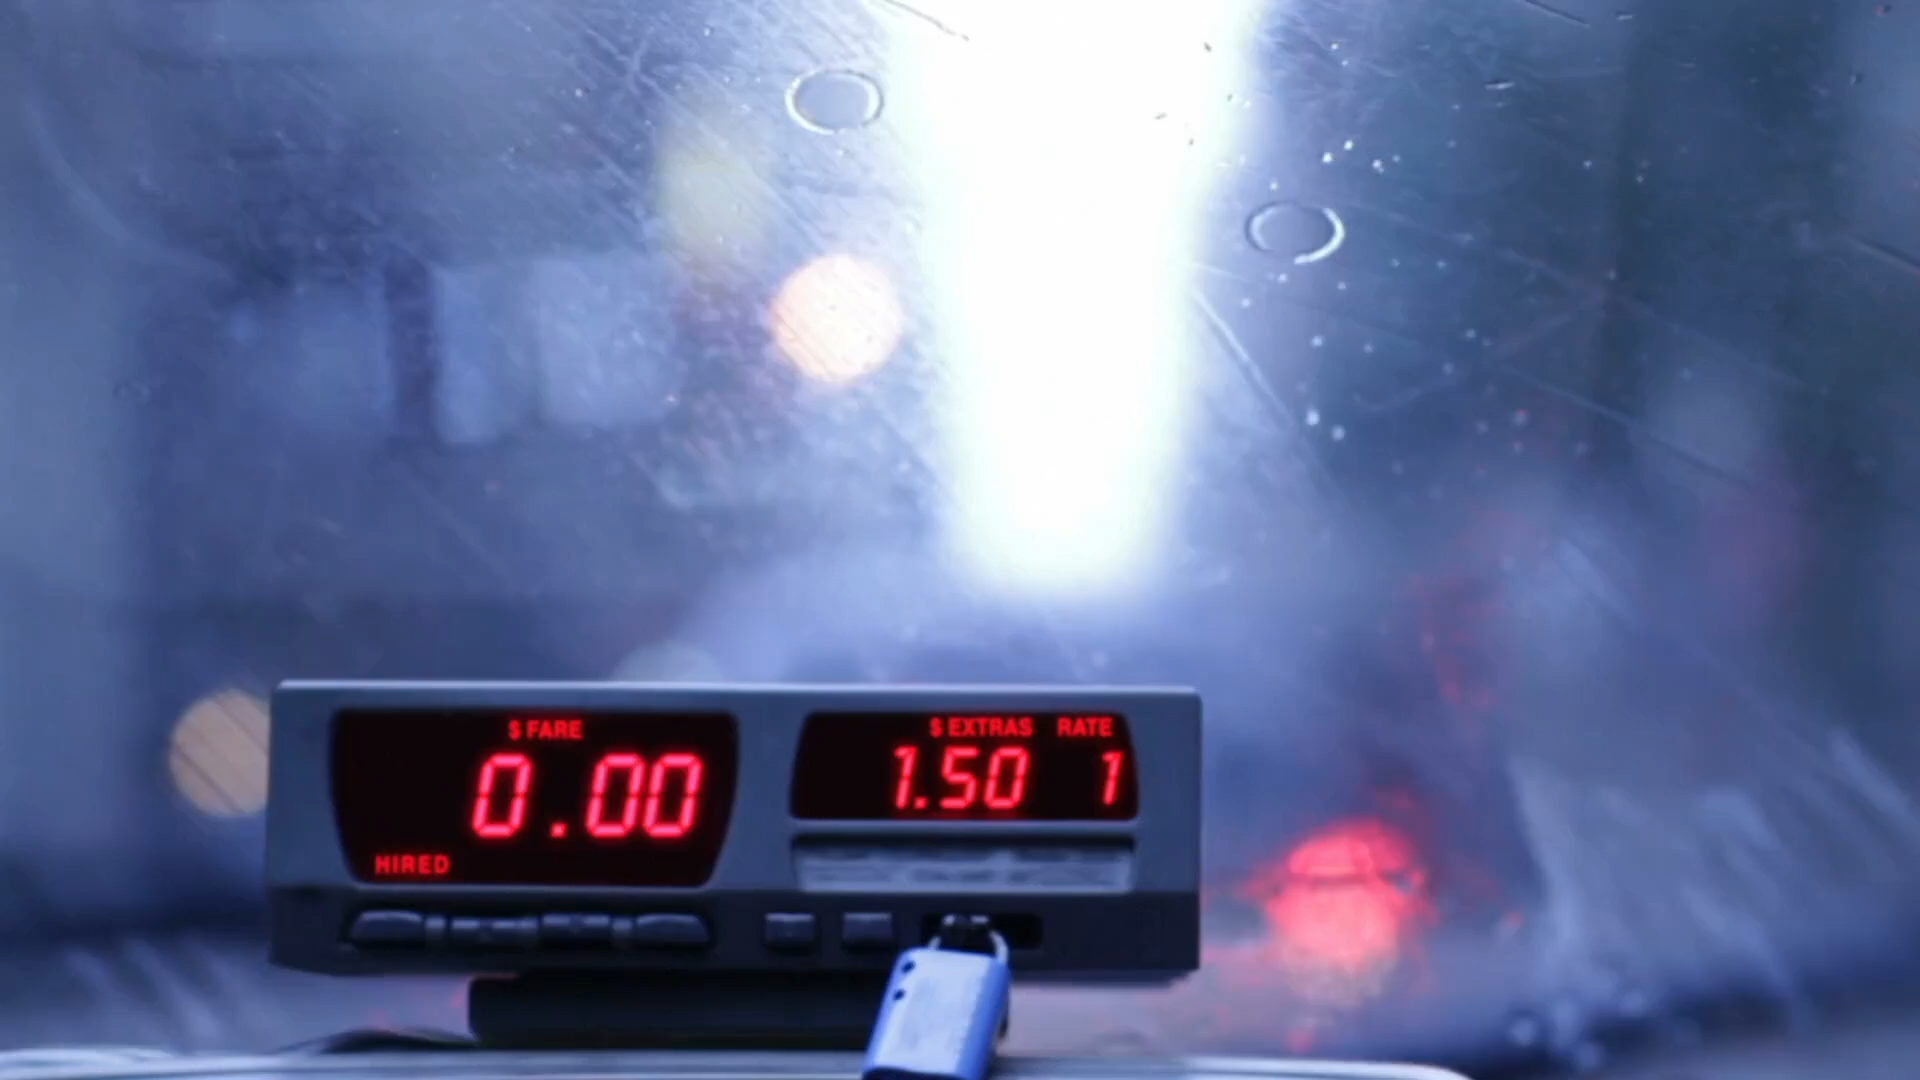 $ FARE
0.00
HIRED
$ EXTRAS RATE
1.50 1